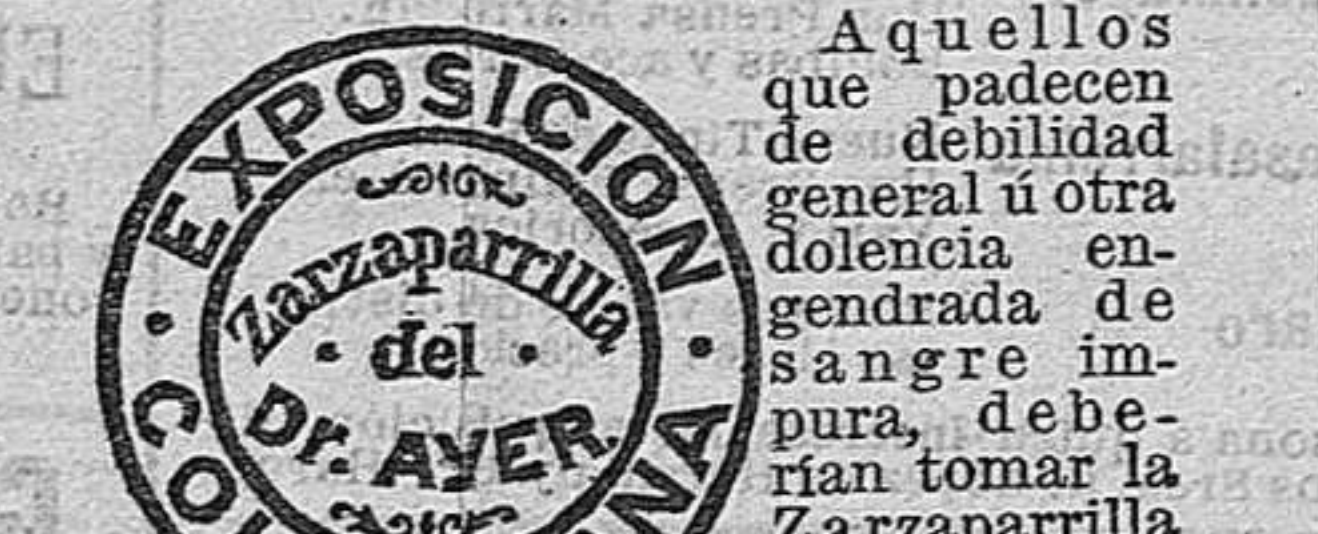 EXPOSICION
Zarzaparrilla
del
Dr. AYER
Aquellos
que padecen
de debilidad
general ú otra
dolencia en-
gendrada de
sangre im-
pura, debe-
rían tomar la
Zarzaparrilla